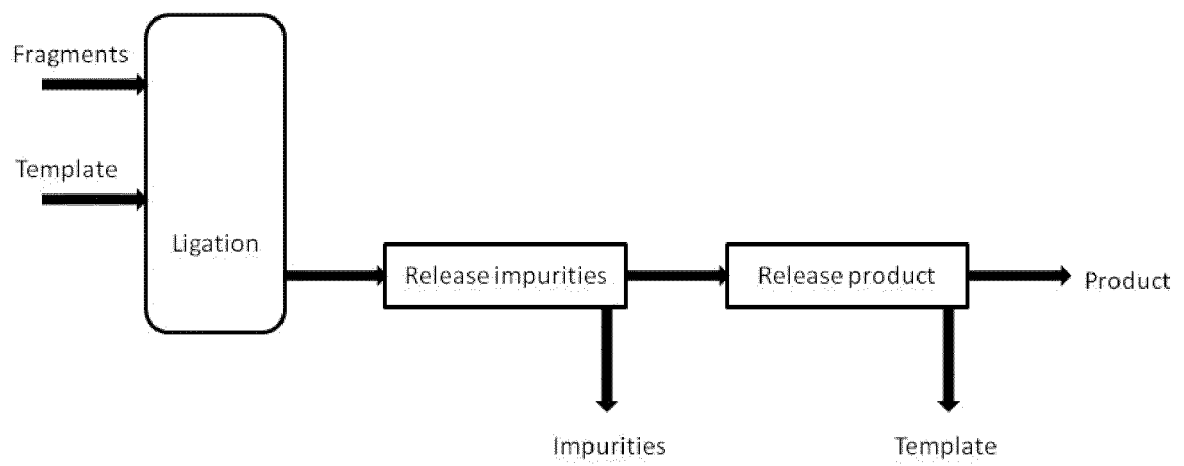 Fragments
Template
Ligation
Release impurities
Release product
Product
Impurities
Template